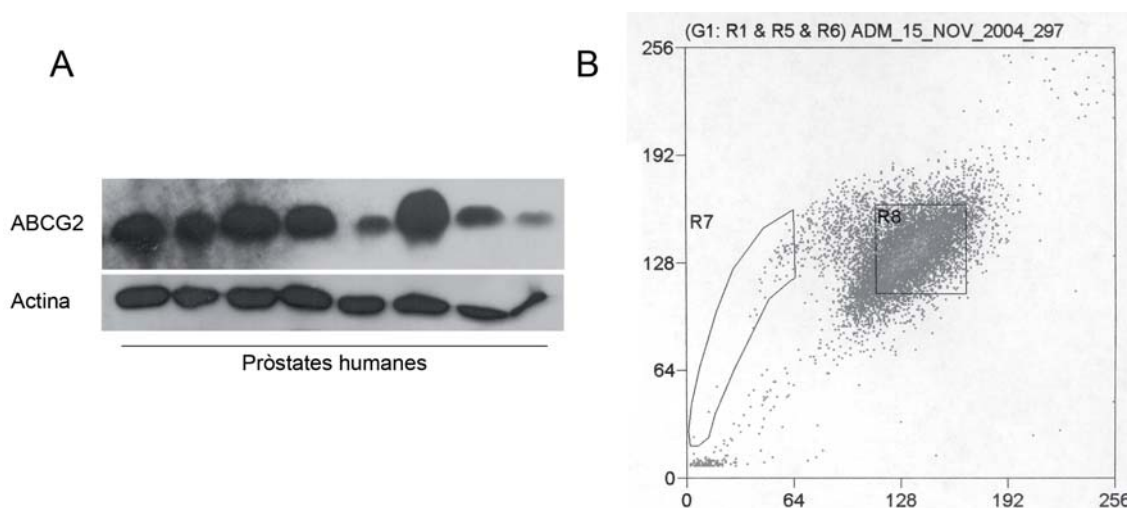 A
ABCG2
Actina
Pròstates humanes
B
(G1: R1 & R5 & R6) ADM_15_NOV_2004_297
256
192
128
64
0
R7
R8
0
64
128
192
256